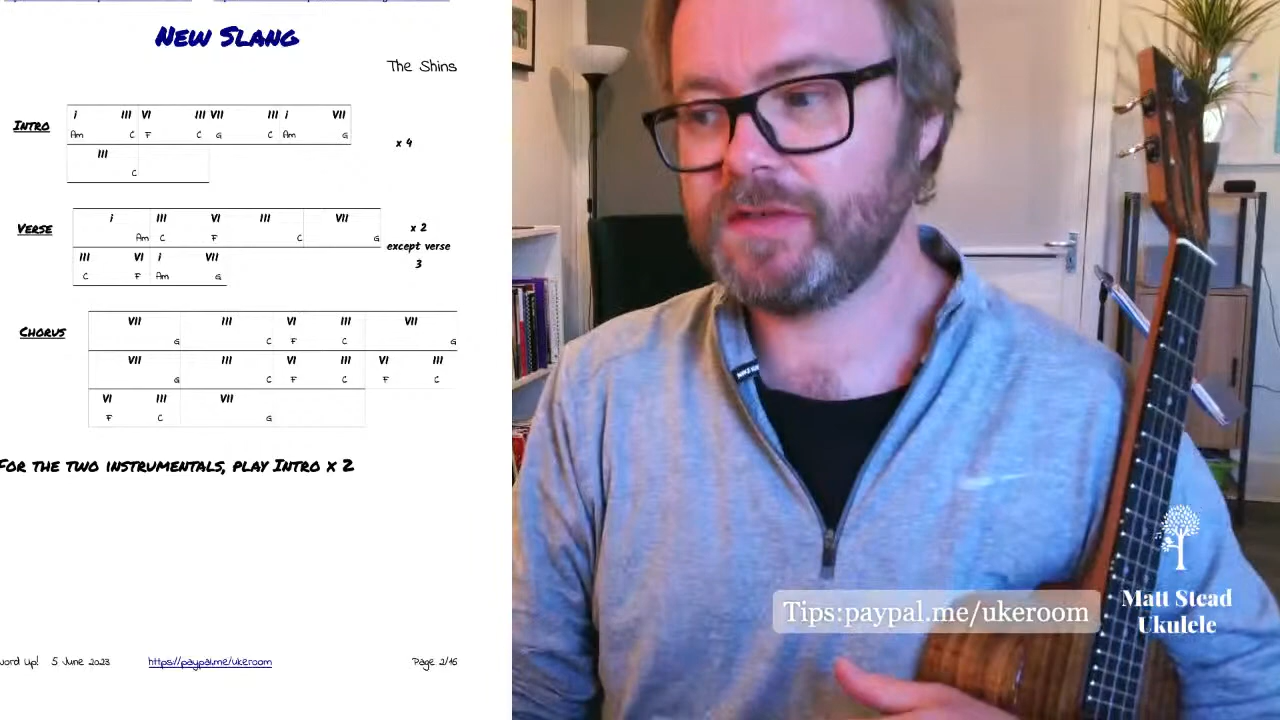 NEW SLANG
The Shins
INTRO
i III VI III VII III i VII
Am C F C G C Am G
x 4
III
C
VERSE
i III VI III VII
Am C F C G
x 2
except verse
3
III VI i VII
C F Am G
CHORUS
VII III VI III VII
G C F C G
VII III VI III VI III
G C F C F C
VI III VII
F C G
FOR THE TWO INSTRUMENTALS, PLAY INTRO x 2
Up! 5 June 2023 https://paypal.me/ukeroom Page 2/16
Tips:paypal.me/ukeroom
Matt Stead
Ukulele